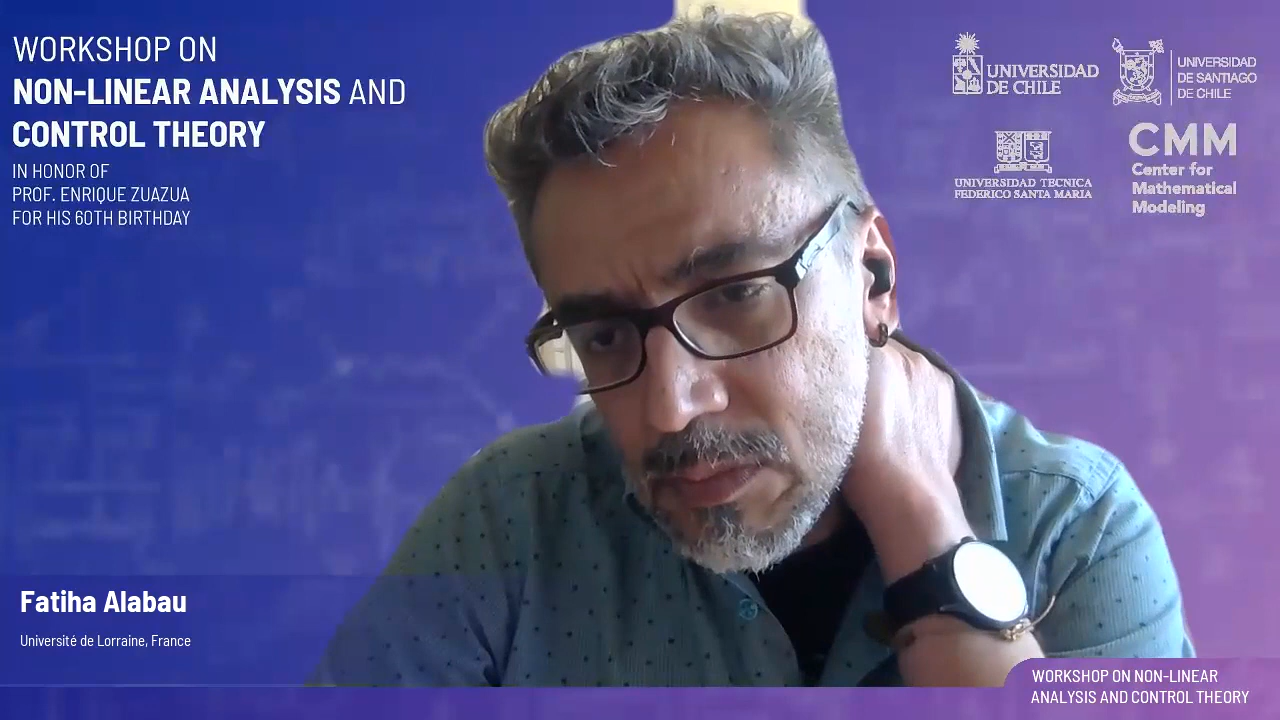 WORKSHOP ON
NON-LINEAR ANALYSIS AND
CONTROL THEORY
IN HONOR OF
PROF. ENRIQUE ZUAZUA
FOR HIS 60TH BIRTHDAY
UNIVERSIDAD
DE CHILE
UNIVERSIDAD
DE SANTIAGO
DE CHILE
UNIVERSIDAD TECNICA
FEDERICO SANTA MARIA
CMM
Center for
Mathematical
Modeling
Fatiha Alabau
Université de Lorraine, France
WORKSHOP ON NON-LINEAR
ANALYSIS AND CONTROL THEORY